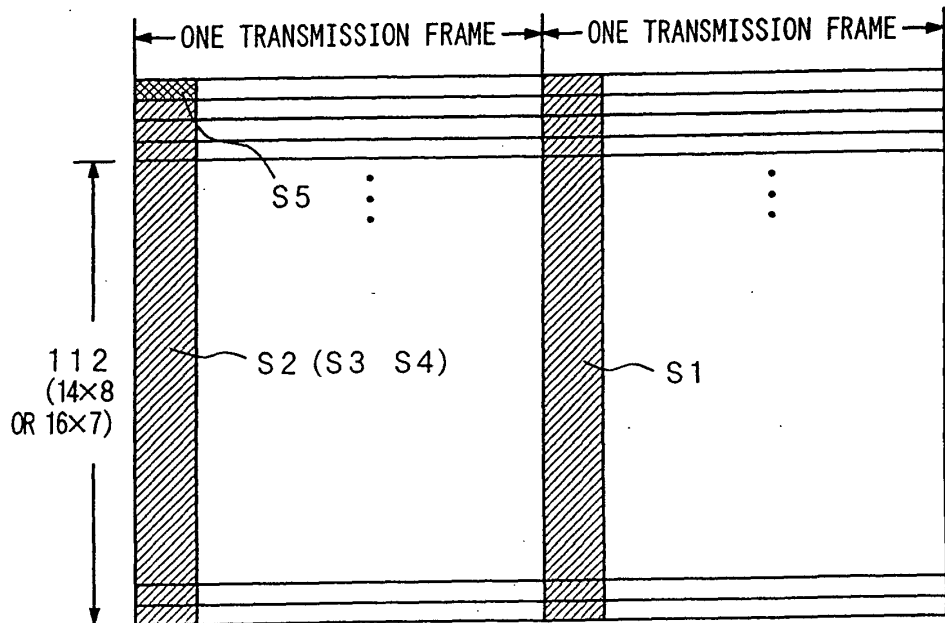 ONE TRANSMISSION FRAME ONE TRANSMISSION FRAME
S5
112
(14×8
OR 16×7)
S2 (S3 S4)
S1